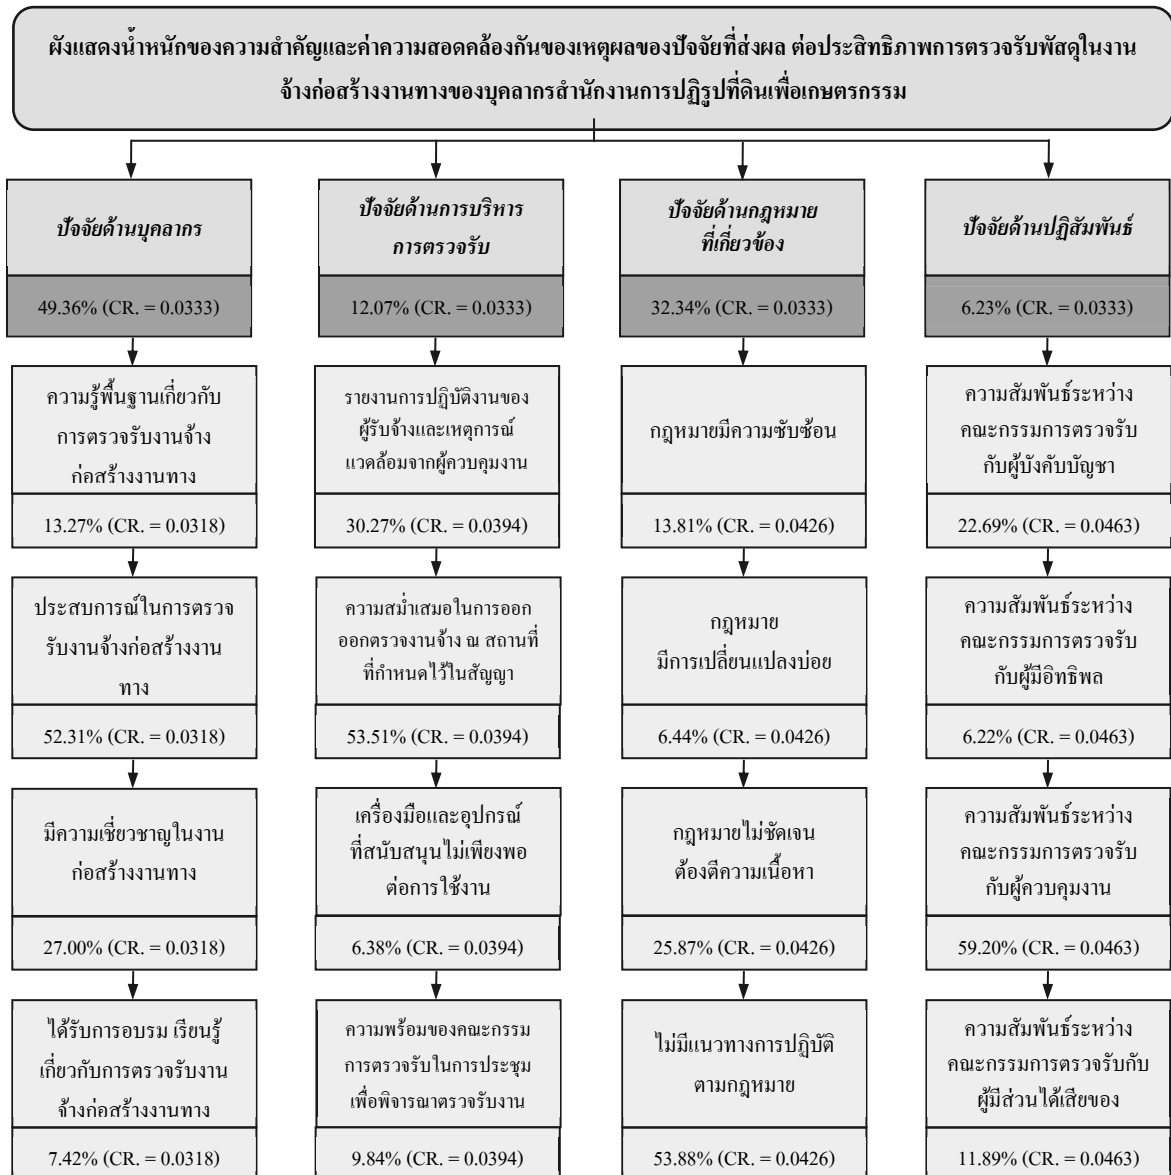 ผังแสดงน้ำหนักของความสำคัญและค่าความสอดคล้องกันของเหตุผลของปัจจัยที่ส่งผล ต่อประสิทธิภาพการตรวจรับพัสดุในงาน
จ้างก่อสร้างงานทางของบุคลากรสำนักงานการปฏิรูปที่ดินเพื่อเกษตรกรรม
ปัจจัยด้านบุคลากร
49.36% (CR. = 0.0333)
ความรู้พื้นฐานเกี่ยวกับ
การตรวจรับงานจ้าง
ก่อสร้างงานทาง
13.27% (CR. = 0.0318)
ประสบการณ์ในการตรวจ
รับงานจ้างก่อสร้างงาน
ทาง
52.31% (CR. = 0.0318)
มีความเชี่ยวชาญในงาน
ก่อสร้างงานทาง
27.00% (CR. = 0.0318)
ได้รับการอบรม เรียนรู้
เกี่ยวกับการตรวจรับงาน
จ้างก่อสร้างงานทาง
7.42% (CR. = 0.0318)
ปัจจัยด้านการบริหาร
การตรวจรับ
12.07% (CR. = 0.0333)
รายงานการปฏิบัติงานของ
ผู้รับจ้างและเหตุการณ์
แวดล้อมจากผู้ควบคุมงาน
30.27% (CR. = 0.0394)
ความสม่ำเสมอในการออก
ออกตรวจงานจ้าง ณ สถานที่
ที่กำหนดไว้ในสัญญา
53.51% (CR. = 0.0394)
เครื่องมือและอุปกรณ์
ที่สนับสนุนไม่เพียงพอ
ต่อการใช้งาน
6.38% (CR. = 0.0394)
ความพร้อมของคณะกรรม
การตรวจรับในการประชุม
เพื่อพิจารณาตรวจรับงาน
9.84% (CR. = 0.0394)
ปัจจัยด้านกฎหมาย
ที่เกี่ยวข้อง
32.34% (CR. = 0.0333)
กฎหมายมีความซับซ้อน
13.81% (CR. = 0.0426)
กฎหมาย
มีการเปลี่ยนแปลงบ่อย
6.44% (CR. = 0.0426)
กฎหมายไม่ชัดเจน
ต้องตีความเนื้อหา
25.87% (CR. = 0.0426)
ไม่มีแนวทางการปฏิบัติ
ตามกฎหมาย
53.88% (CR. = 0.0426)
ปัจจัยด้านปฏิสัมพันธ์
6.23% (CR. = 0.0333)
ความสัมพันธ์ระหว่าง
คณะกรรมการตรวจรับ
กับผู้บังคับบัญชา
22.69% (CR. = 0.0463)
ความสัมพันธ์ระหว่าง
คณะกรรมการตรวจรับ
กับผู้มีอิทธิพล
6.22% (CR. = 0.0463)
ความสัมพันธ์ระหว่าง
คณะกรรมการตรวจรับ
กับผู้ควบคุมงาน
59.20% (CR. = 0.0463)
ความสัมพันธ์ระหว่าง
คณะกรรมการตรวจรับกับ
ผู้มีส่วนได้เสียของ
11.89% (CR. = 0.0463)